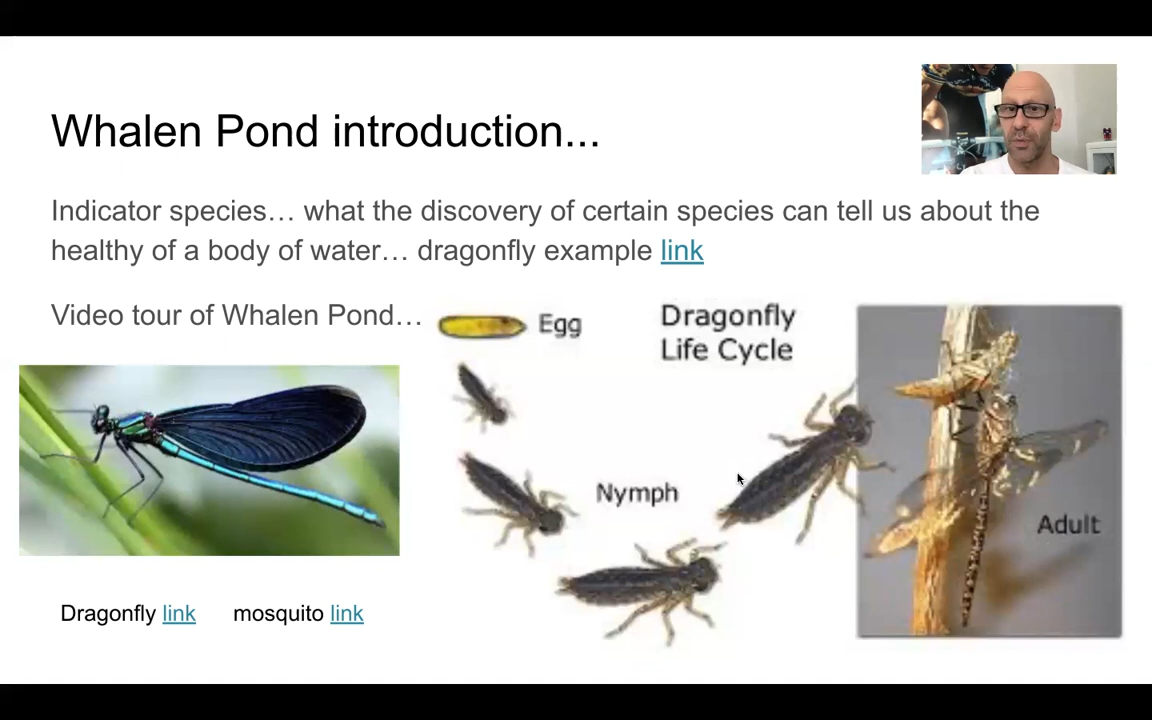 Whalen Pond introduction...
Indicator species… what the discovery of certain species can tell us about the
healthy of a body of water… dragonfly example link
Video tour of Whalen Pond…
Egg
Dragonfly
Life Cycle
Nymph
Adult
Dragonfly link
mosquito link